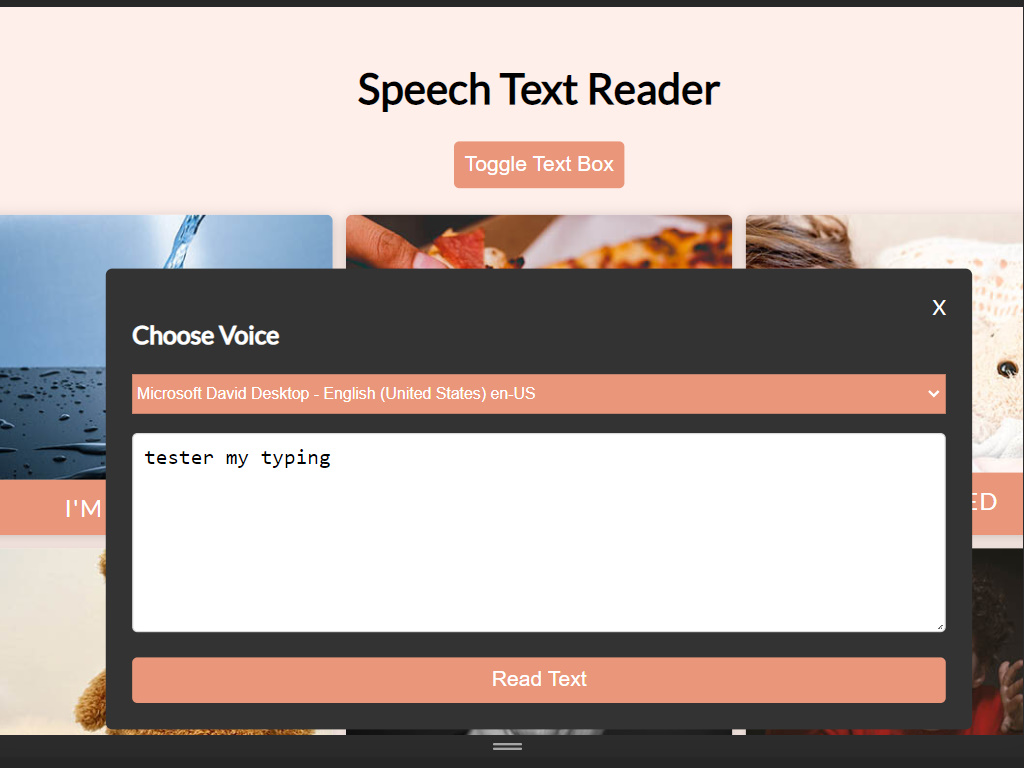 Speech Text Reader
Toggle Text Box
X
Choose Voice
Microsoft David Desktop - English (United States) en-US
tester my typing
I'M
Read Text